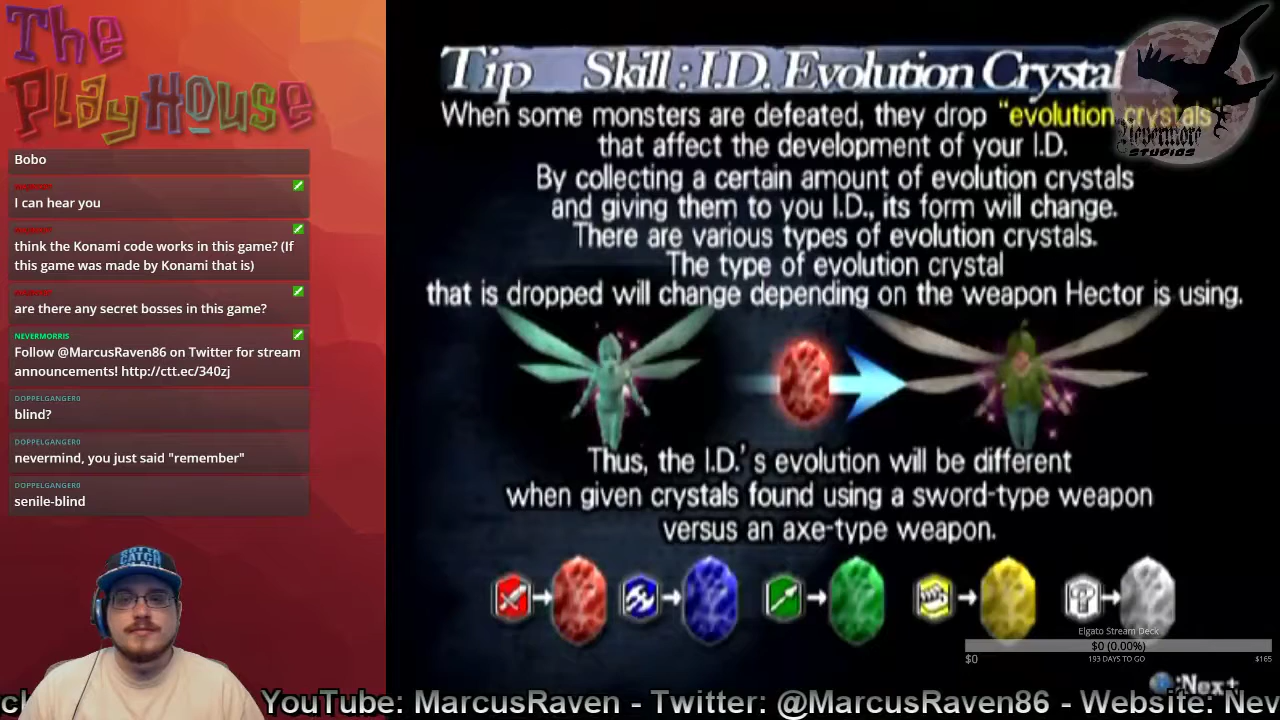 The
PlayHouse
Bobo
I can hear you
think the Konami code works in this game? (If
this game was made by Konami that is)
are there any secret bosses in this game?
NEVERMORRIS
Follow @MarcusRaven86 on Twitter for stream
announcements! http://ctt.ec/340zj
DOPPELGANGER0
blind?
DOPPELGANGER0
nevermind, you just said "remember"
DOPPELGANGER0
senile-blind
Tip Skill : I.D. Evolution Crystal
When some monsters are defeated, they drop "evolution crystals"
that affect the development of your I.D.
By collecting a certain amount of evolution crystals
and giving them to you I.D., its form will change.
There are various types of evolution crystals.
The type of evolution crystal
that is dropped will change depending on the weapon Hector is using.
Thus, the I.D.'s evolution will be different
when given crystals found using a sword-type weapon
versus an axe-type weapon.
Nevermore
STUDIOS
Elgato Stream Deck
$0 (0.00%)
$0 193 DAYS TO GO $165
:Next
YouTube: MarcusRaven - Twitter: @MarcusRaven86 - Website: Nev